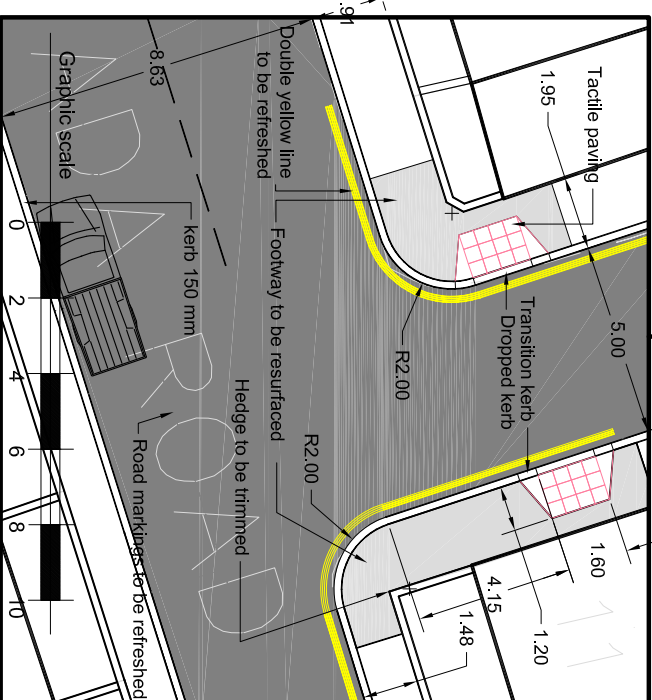 Tactile paving
1.95
5.00
.91
Double yellow line
to be refreshed
8.63
Graphic scale
Transition kerb
Dropped kerb
R2.00
kerb 150 mm
Footway to be resurfaced
R2.00
Hedge to be trimmed
Road markings to be refreshed
1.60
4.15
1.20
1.48
0
2
4
6
8
10
ROAD